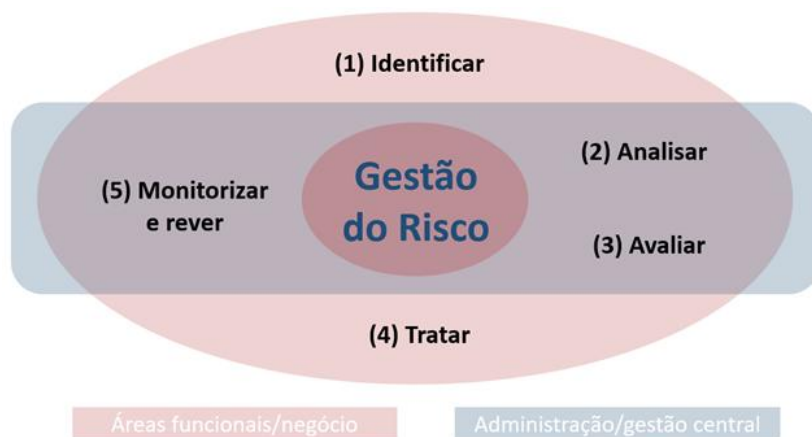 (1) Identificar
(2) Analisar
(5) Monitorizar
e rever
Gestão
do Risco
(3) Avaliar
(4) Tratar
Áreas funcionais/negócio
Administração/gestão central